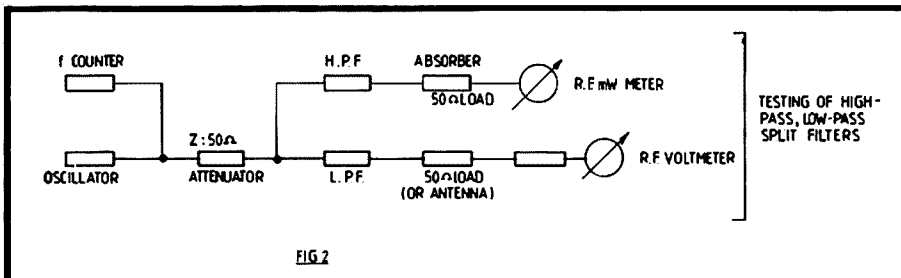 f COUNTER
H.P.F
ABSORBER
50Ω LOAD
R.F mW METER
Z:50Ω
OSCILLATOR
ATTENUATOR
L.P.F.
50Ω LOAD
(OR ANTENNA)
R.F. VOLTMETER
TESTING OF HIGH-
PASS, LOW-PASS
SPLIT FILTERS
FIG.2